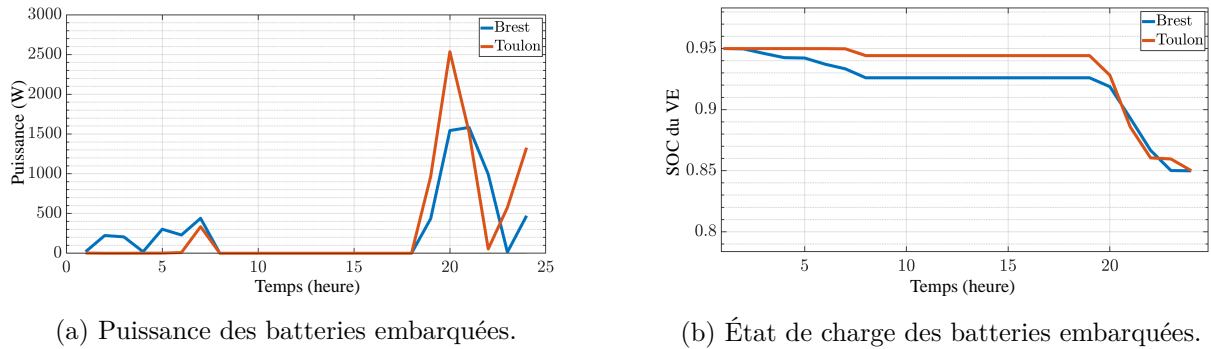 3000
2500
2000
1500
1000
500
0
Puissance (W)
0 5 10 15 20 25
Temps (heure)
Brest
Toulon
(a) Puissance des batteries embarquées.
0.95
0.9
0.85
0.8
SOC du VE
5 10 15 20
Temps (heure)
Brest
Toulon
(b) État de charge des batteries embarquées.